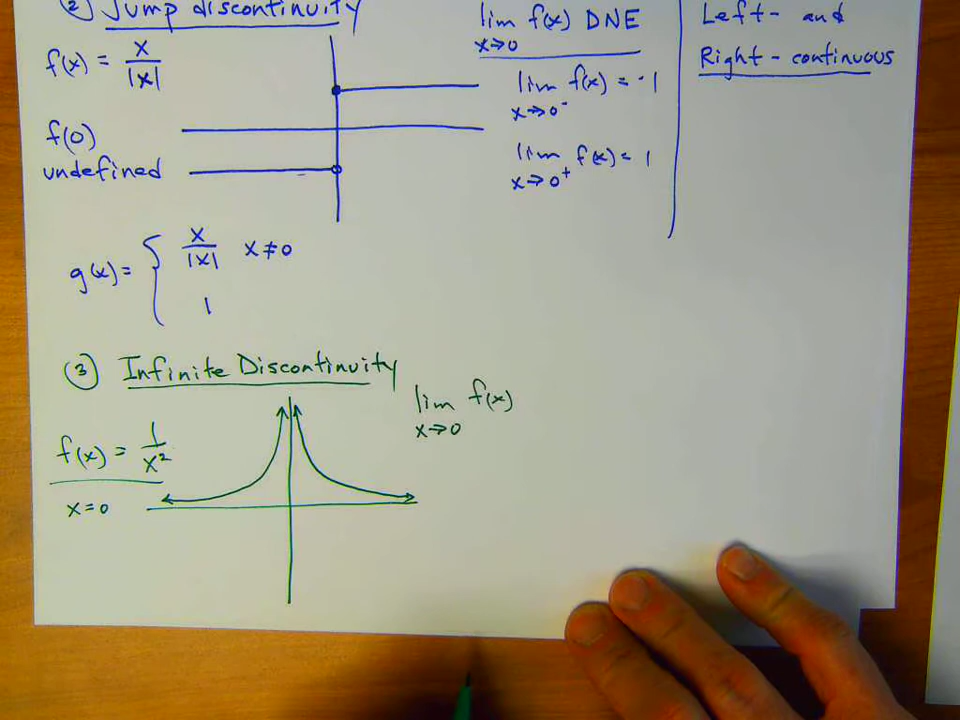 ② Jump discontinuity
f(x) = x/|x|
f(0)
undefined
lim f(x) DNE
x→0
lim f(x) = -1
x→0⁻
lim f(x) = 1
x→0⁺
Left- and
Right-continuous
g(x) = { x/|x| x≠0
1
③ Infinite Discontinuity
f(x) = 1/x²
x=0
lim f(x)
x→0